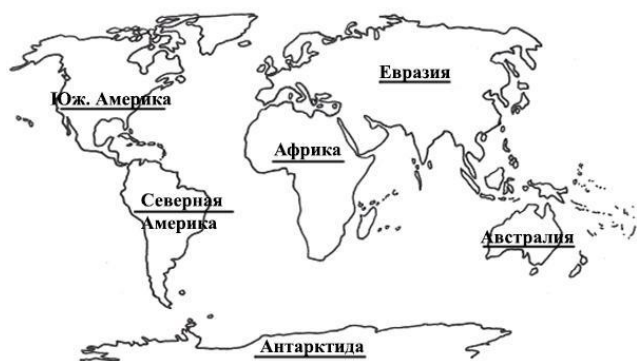 Евразия
Юж. Америка
Африка
Северная
Америка
Австралия
Антарктида